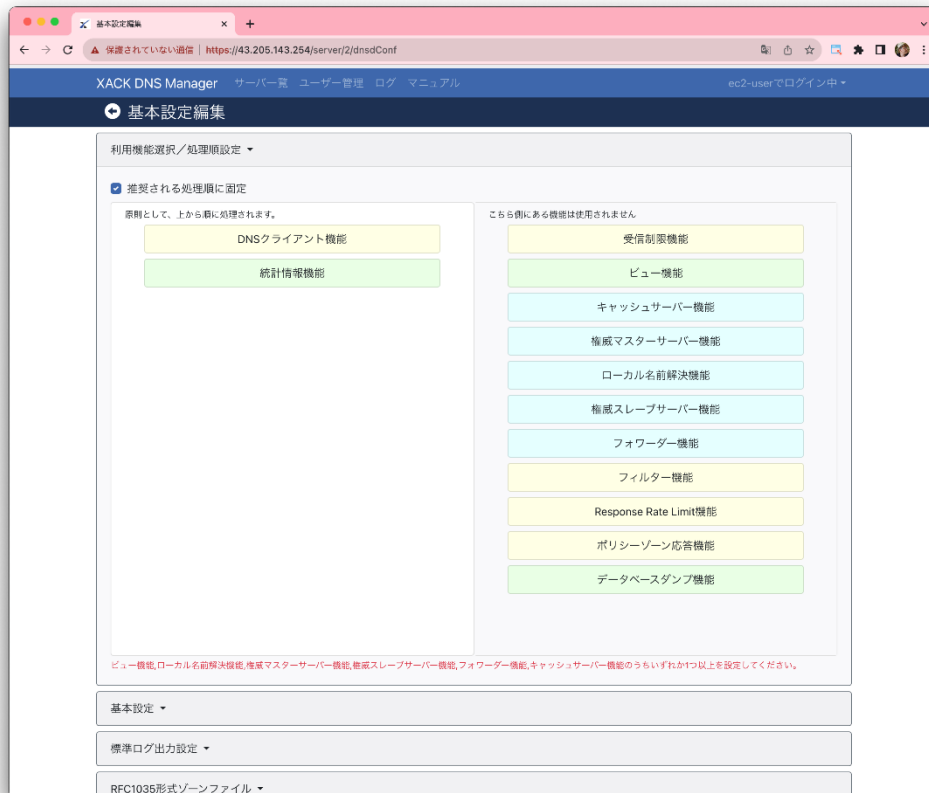 基本設定編集
保護されていない通信 | https://43.205.143.254/server/2/dnsdConf
XACK DNS Manager サーバー覧 ユーザー管理 ログ マニュアル ec2-userでログイン中
基本設定編集
利用機能選択／処理順設定
推奨される処理順に固定
原則として、上から順に処理されます。
DNSクライアント機能
統計情報機能
こちら側にある機能は使用されません
受信制限機能
ビュー機能
キャッシュサーバー機能
権威マスターサーバー機能
ローカル名前解決機能
権威スレーブサーバー機能
フォワーダー機能
フィルター機能
Response Rate Limit機能
ポリシーゾーン応答機能
データベースダンプ機能
ビュー機能,ローカル名前解決機能,権威マスターサーバー機能,権威スレーブサーバー機能,フォワーダー機能,キャッシュサーバー機能のうちいずれか1つ以上を設定してください。
基本設定
標準ログ出力設定
RFC1035形式ゾーンファイル